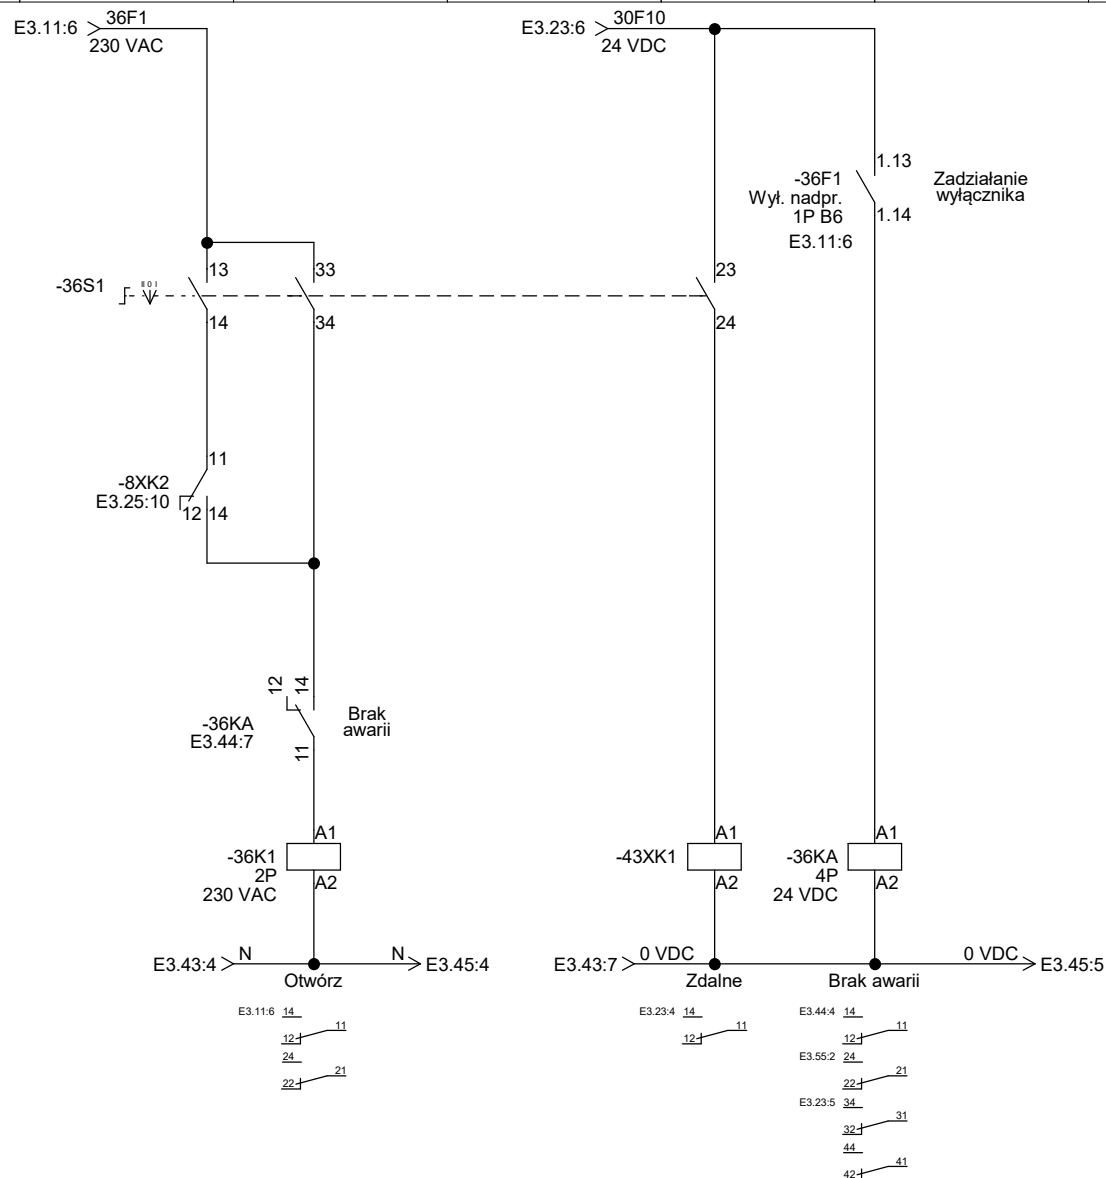 E3.11:6
36F1
230 VAC
E3.23:6
30F10
24 VDC
-36F1
Wył. nadpr.
1P B6
E3.11:6
1.13
1.14
Zadziałanie
wyłącznika
-36S1
II 0 I
13
14
33
34
23
24
-8XK2
E3.25:10
11
12
14
-36KA
E3.44:7
12
14
11
Brak
awarii
-36K1
2P
230 VAC
A1
A2
-43XK1
A1
A2
-36KA
4P
24 VDC
A1
A2
E3.43:4
N
N
E3.45:4
Otwórz
E3.43:7
0 VDC
0 VDC
E3.45:5
Zdalne
Brak awarii
E3.11:6 14
11
12
24
21
22
E3.23:4 14
11
12
E3.44:4 14
11
12
E3.55:2 24
21
22
E3.23:5 34
31
32
44
41
42